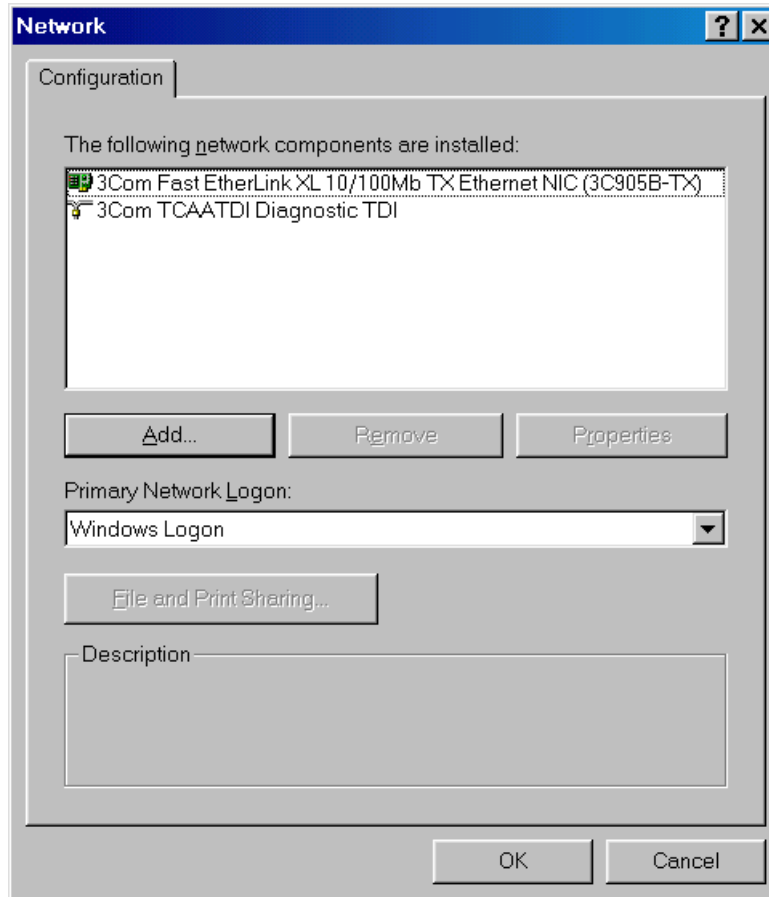 Network
Configuration
The following network components are installed:
3Com Fast EtherLink XL 10/100Mb TX Ethernet NIC (3C905B-TX)
3Com TCAATDI Diagnostic TDI
Add... Remove Properties
Primary Network Logon:
Windows Logon
File and Print Sharing...
Description
OK Cancel